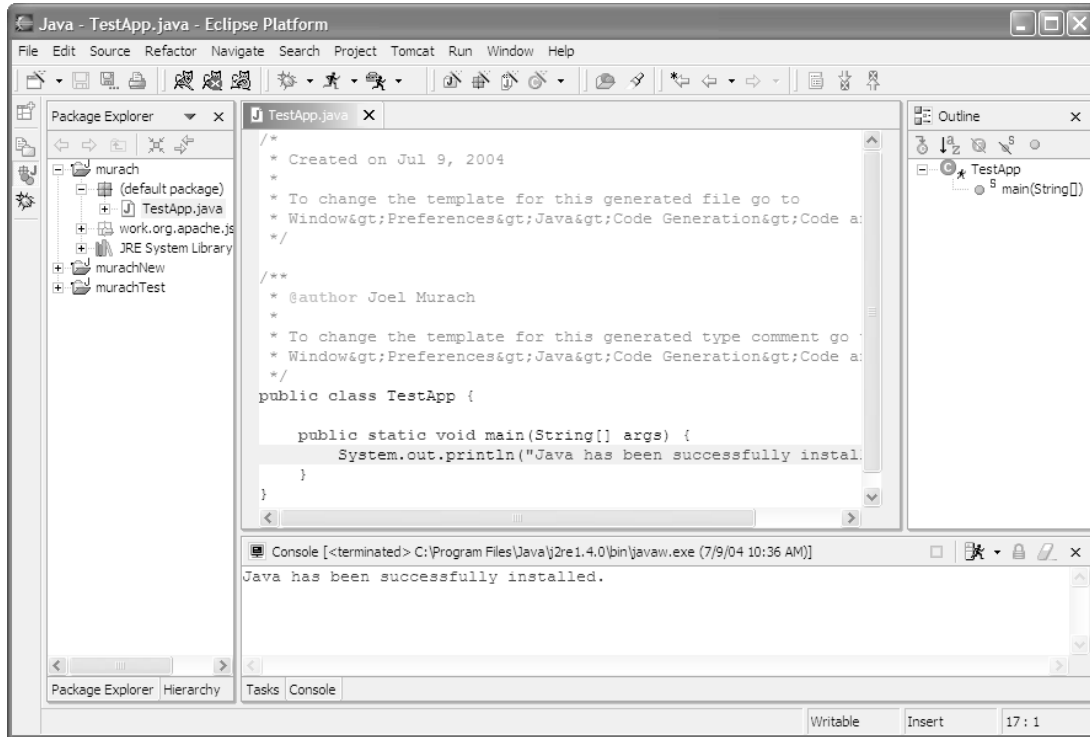 Java - TestApp.java - Eclipse Platform
File Edit Source Refactor Navigate Search Project Tomcat Run Window Help
Package Explorer
murach
(default package)
TestApp.java
work.org.apache.js
JRE System Library
murachNew
murachTest
Package Explorer Hierarchy
TestApp.java
/*
 * Created on Jul 9, 2004
 *
 * To change the template for this generated file go to
 * Window&gt;Preferences&gt;Java&gt;Code Generation&gt;Code a
 */
/**
 * @author Joel Murach
 *
 * To change the template for this generated type comment go
 * Window&gt;Preferences&gt;Java&gt;Code Generation&gt;Code a
 */
public class TestApp {
    public static void main(String[] args) {
        System.out.println("Java has been successfully instal
    }
}
Outline
TestApp
main(String[])
Console [<terminated> C:\Program Files\Java\j2re1.4.0\bin\javaw.exe (7/9/04 10:36 AM)]
Java has been successfully installed.
Tasks Console
Writable Insert 17 : 1